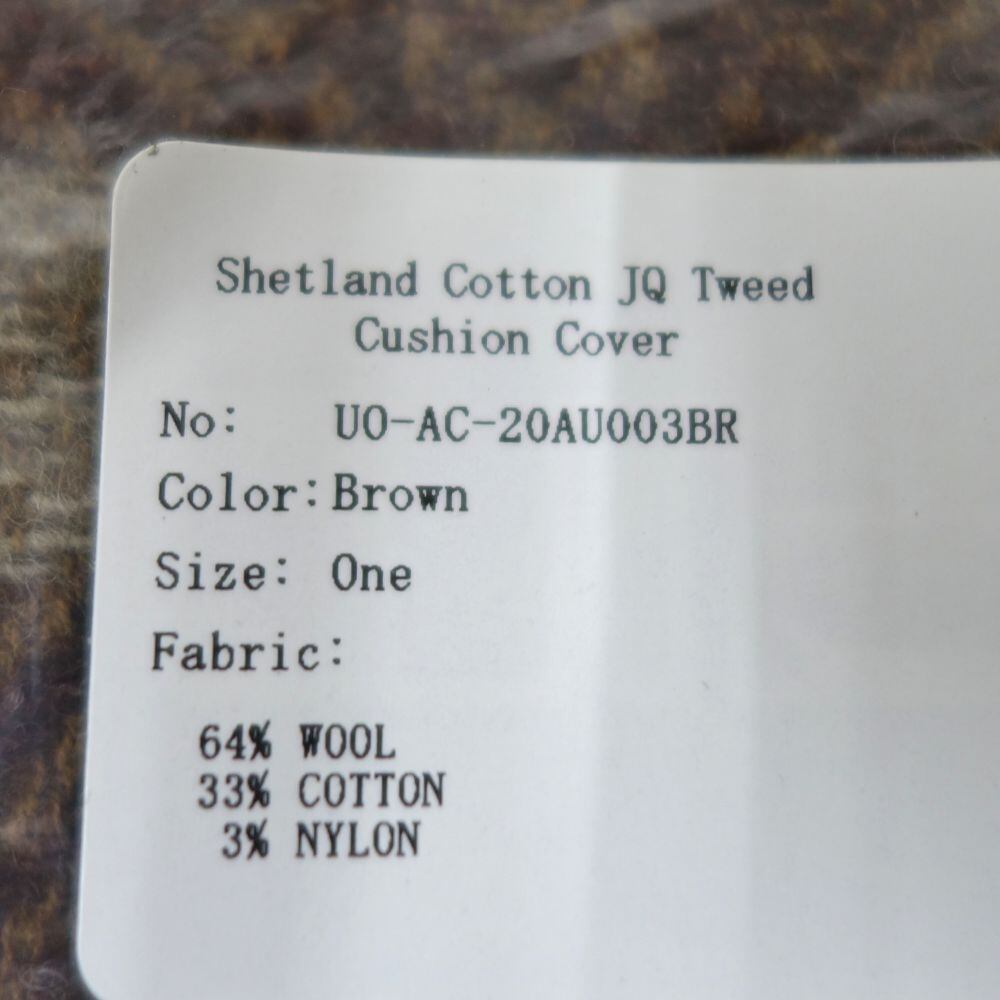 Shetland Cotton JQ Tweed
Cushion Cover
No: UO-AC-20AU003BR
Color:Brown
Size: One
Fabric:
64% WOOL
33% COTTON
3% NYLON